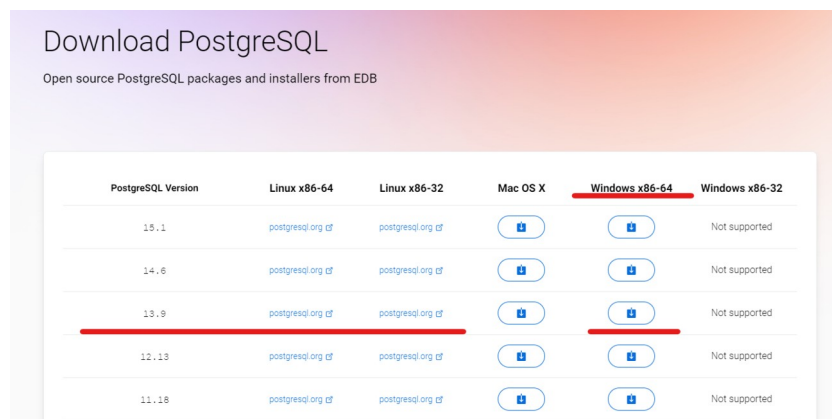 Download PostgreSQL
Open source PostgreSQL packages and installers from EDB
PostgreSQL Version Linux x86-64 Linux x86-32 Mac OS X Windows x86-64 Windows x86-32
15.1 postgresql.org postgresql.org Not supported
14.6 postgresql.org postgresql.org Not supported
13.9 postgresql.org postgresql.org Not supported
12.13 postgresql.org postgresql.org Not supported
11.18 postgresql.org postgresql.org Not supported